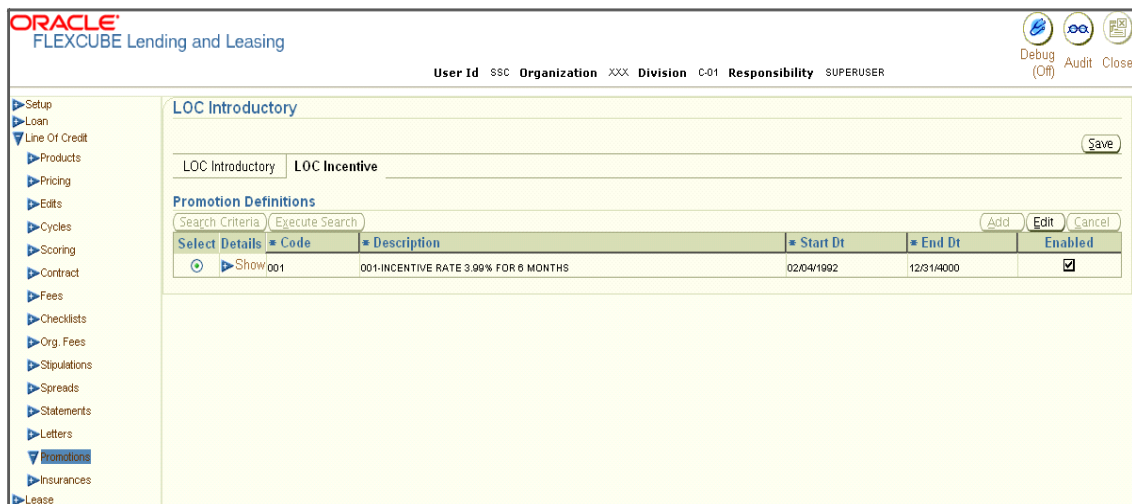 ORACLE®
FLEXCUBE Lending and Leasing
Debug (Off) Audit Close
User Id SSC Organization XXX Division C-01 Responsibility SUPERUSER
Setup
Loan
Line Of Credit
Products
Pricing
Edits
Cycles
Scoring
Contract
Fees
Checklists
Org. Fees
Stipulations
Spreads
Statements
Letters
Promotions
Insurances
Lease
LOC Introductory
Save
LOC Introductory LOC Incentive
Promotion Definitions
Search Criteria Execute Search Add Edit Cancel
Select Details * Code * Description * Start Dt * End Dt Enabled
Show 001 001-INCENTIVE RATE 3.99% FOR 6 MONTHS 02/04/1992 12/31/4000